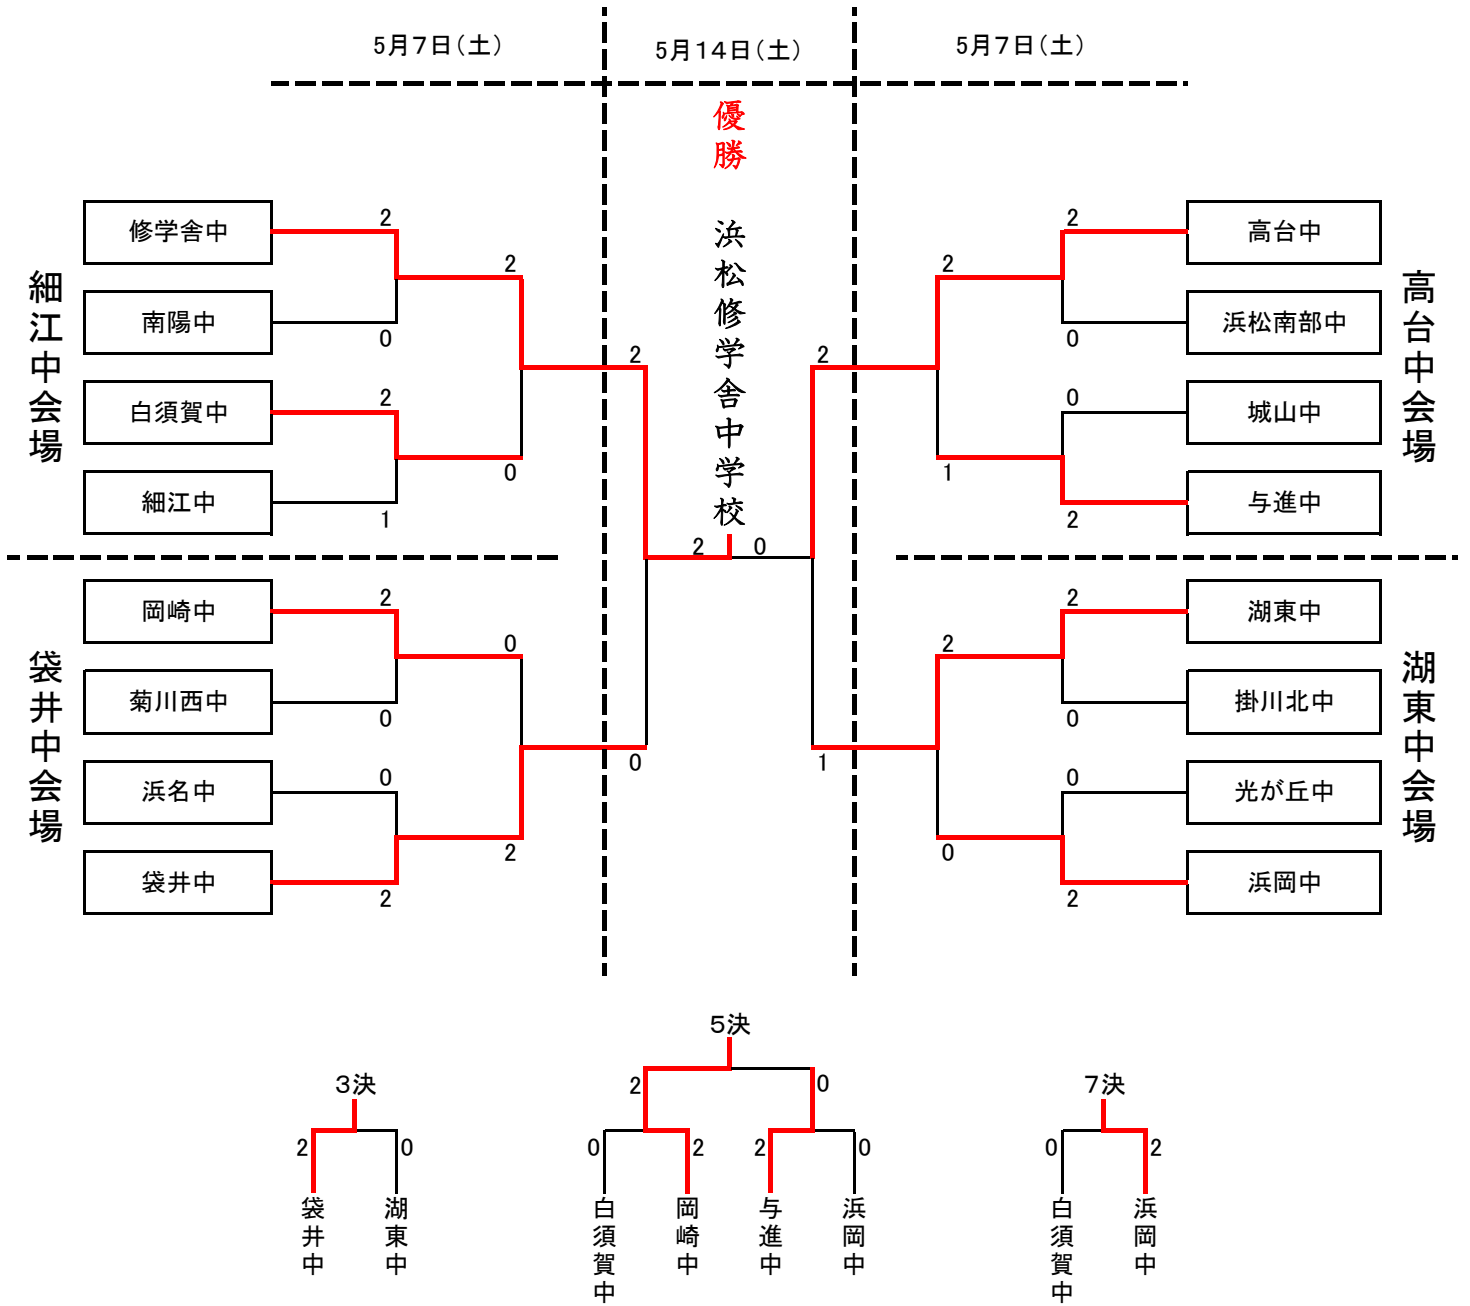 5月7日（土）
5月14日（土）
5月7日（土）
優勝 浜松修学舎中学校
細江中会場
修学舎中
2
南陽中
0
白須賀中
2
細江中
1
2
0
袋井中会場
岡崎中
2
菊川西中
0
浜名中
0
袋井中
2
0
2
2
0
2
0
2
1
高台中会場
2
高台中
0
浜松南部中
0
城山中
2
与進中
2
1
湖東中会場
2
湖東中
0
掛川北中
0
光が丘中
2
浜岡中
2
0
3決
2
0
袋井中
湖東中
5決
2
0
0
2
2
0
白須賀中
岡崎中
与進中
浜岡中
7決
0
2
白須賀中
浜岡中